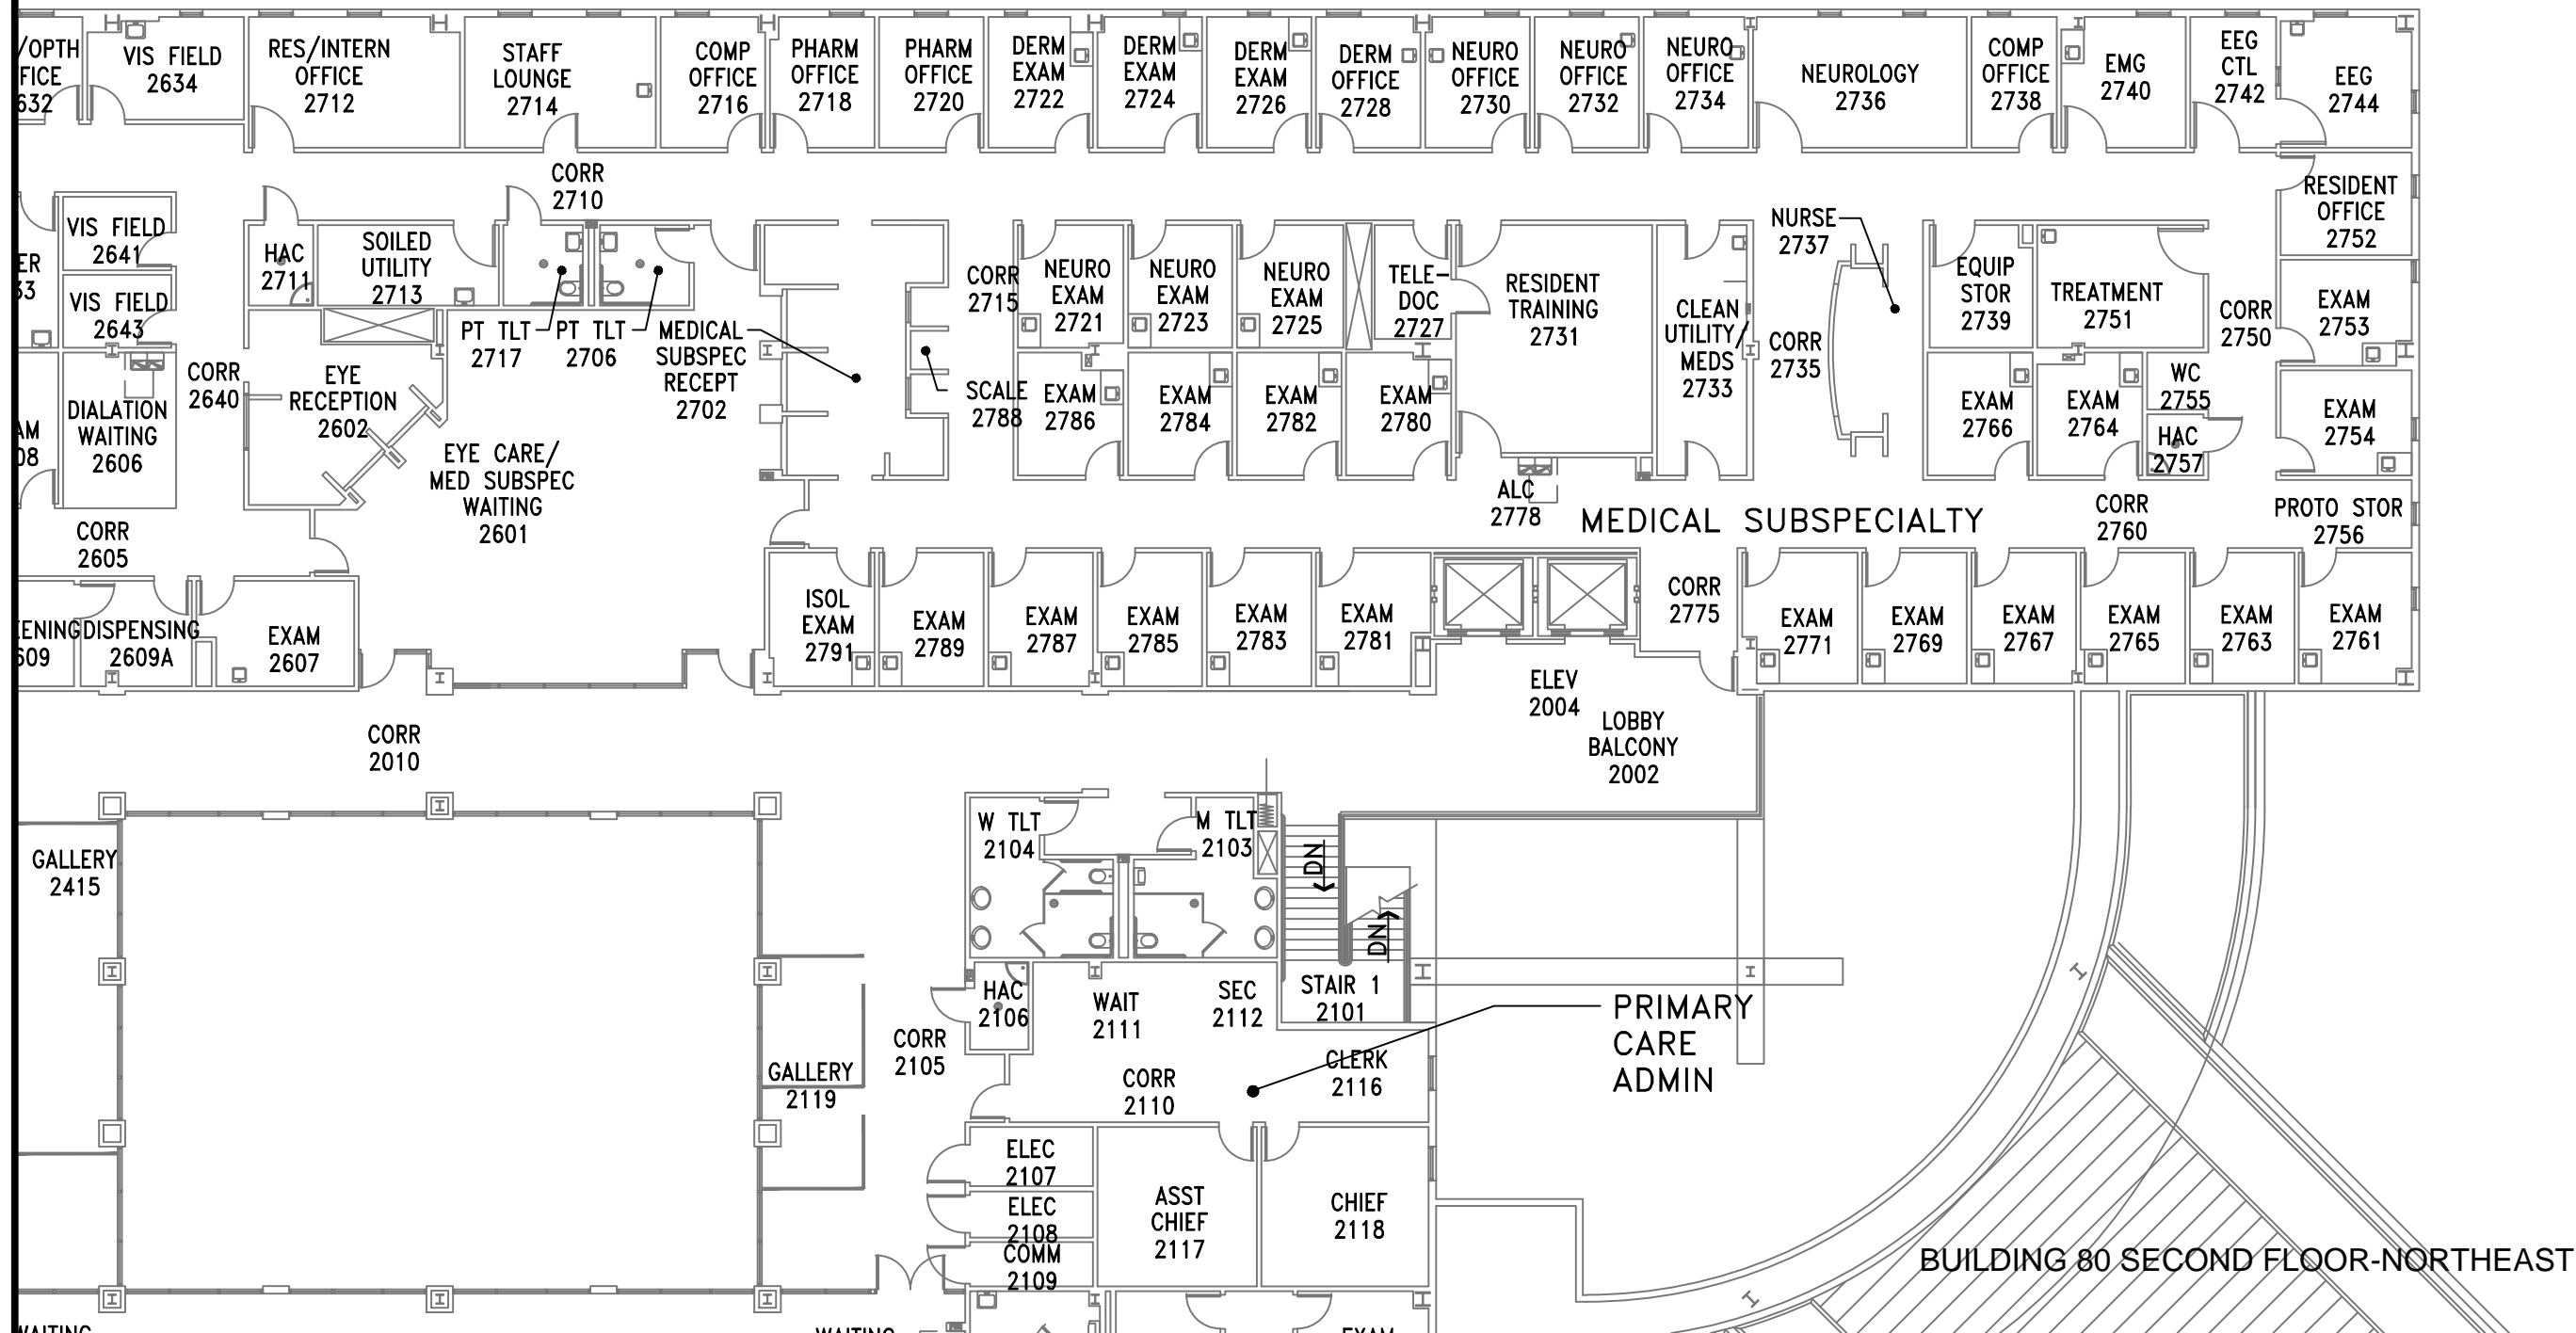 /OPTH
FICE
632
VIS FIELD
2634
RES/INTERN
OFFICE
2712
STAFF
LOUNGE
2714
COMP
OFFICE
2716
PHARM
OFFICE
2718
PHARM
OFFICE
2720
DERM
EXAM
2722
DERM
EXAM
2724
DERM
EXAM
2726
DERM
OFFICE
2728
NEURO
OFFICE
2730
NEURO
OFFICE
2732
NEURO
OFFICE
2734
NEUROLOGY
2736
COMP
OFFICE
2738
EMG
2740
EEG
CTL
2742
EEG
2744
CORR
2710
RESIDENT
OFFICE
2752
VIS FIELD
2641
HAC
2711
SOILED
UTILITY
2713
NURSE
2737
ER
33
VIS FIELD
2643
PT TLT
2717
PT TLT
2706
MEDICAL
SUBSPEC
RECEPT
2702
CORR
2715
NEURO
EXAM
2721
NEURO
EXAM
2723
NEURO
EXAM
2725
TELE-
DOC
2727
RESIDENT
TRAINING
2731
CLEAN
UTILITY/
MEDS
2733
CORR
2735
EQUIP
STOR
2739
TREATMENT
2751
CORR
2750
EXAM
2753
CORR
2640
EYE
RECEPTION
2602
DIALATION
WAITING
2606
AM
08
SCALE
2788
EXAM
2786
EXAM
2784
EXAM
2782
EXAM
2780
EXAM
2766
EXAM
2764
WC
2755
HAC
2757
EXAM
2754
EYE CARE/
MED SUBSPEC
WAITING
2601
ALC
2778
MEDICAL SUBSPECIALTY
CORR
2760
PROTO STOR
2756
CORR
2605
EENING
609
DISPENSING
2609A
EXAM
2607
ISOL
EXAM
2791
EXAM
2789
EXAM
2787
EXAM
2785
EXAM
2783
EXAM
2781
CORR
2775
EXAM
2771
EXAM
2769
EXAM
2767
EXAM
2765
EXAM
2763
EXAM
2761
ELEV
2004
LOBBY
BALCONY
2002
CORR
2010
W TLT
2104
M TLT
2103
DN
DN
GALLERY
2415
HAC
2106
WAIT
2111
SEC
2112
STAIR 1
2101
PRIMARY
CARE
ADMIN
CORR
2105
GALLERY
2119
CORR
2110
CLERK
2116
ELEC
2107
ELEC
2108
COMM
2109
ASST
CHIEF
2117
CHIEF
2118
BUILDING 80 SECOND FLOOR-NORTHEAST
WAITING
WAITING
EXAM